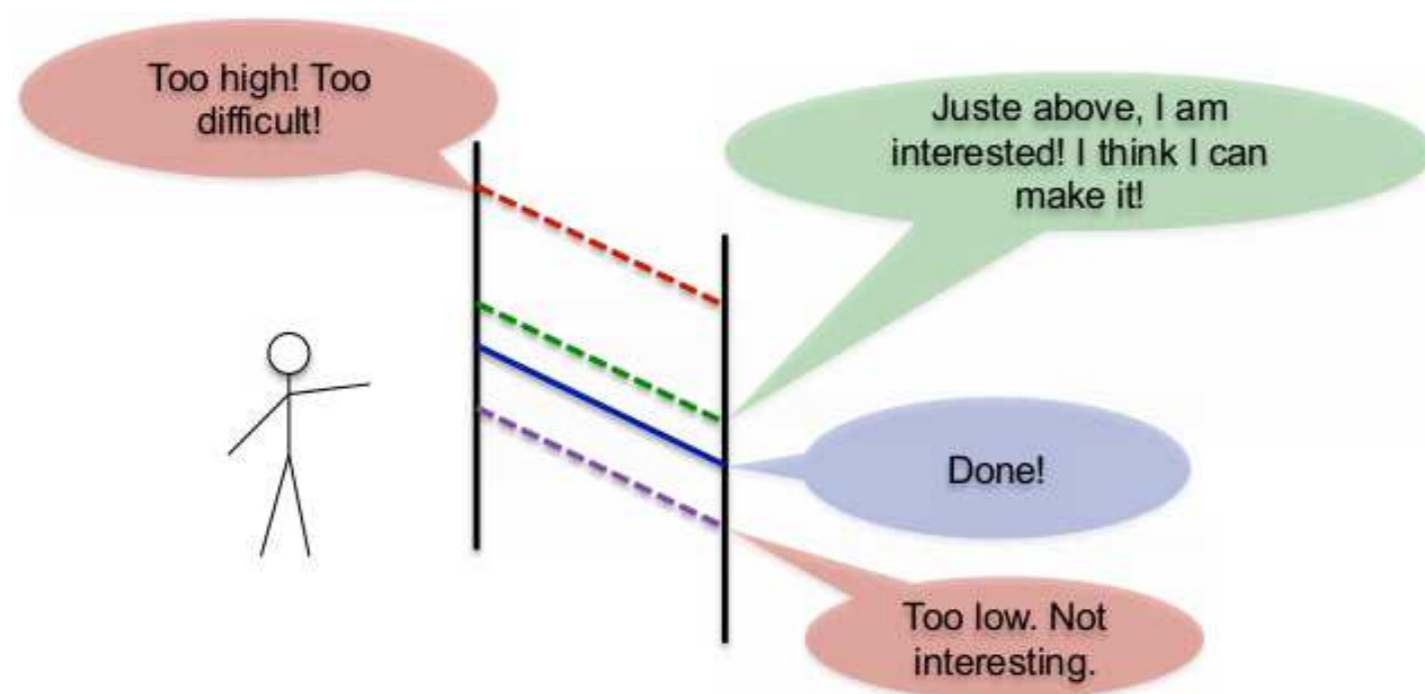 Too high! Too
difficult!
Juste above, I am
interested! I think I can
make it!
Done!
Too low. Not
interesting.